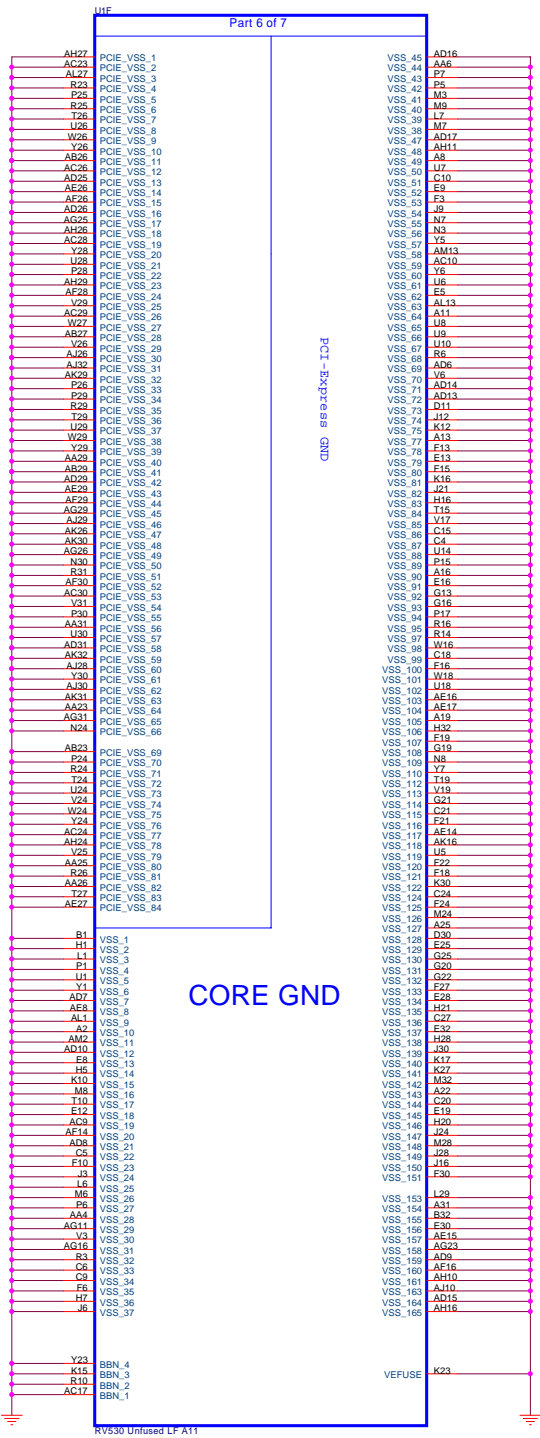 U1F
Part 6 of 7
AH27 PCIE_VSS_1
AC23 PCIE_VSS_2
AL27 PCIE_VSS_3
R23 PCIE_VSS_4
P25 PCIE_VSS_5
R25 PCIE_VSS_6
T26 PCIE_VSS_7
U26 PCIE_VSS_8
W26 PCIE_VSS_9
Y26 PCIE_VSS_10
AB26 PCIE_VSS_11
AC26 PCIE_VSS_12
AD25 PCIE_VSS_13
AE26 PCIE_VSS_14
AF26 PCIE_VSS_15
AD26 PCIE_VSS_16
AG25 PCIE_VSS_17
AH26 PCIE_VSS_18
AC28 PCIE_VSS_19
Y28 PCIE_VSS_20
U28 PCIE_VSS_21
P28 PCIE_VSS_22
AH29 PCIE_VSS_23
AF28 PCIE_VSS_24
V29 PCIE_VSS_25
AC29 PCIE_VSS_26
W27 PCIE_VSS_27
AB27 PCIE_VSS_28
V26 PCIE_VSS_29
AJ26 PCIE_VSS_30
AJ32 PCIE_VSS_31
AK29 PCIE_VSS_32
P26 PCIE_VSS_33
P29 PCIE_VSS_34
R29 PCIE_VSS_35
T29 PCIE_VSS_36
U29 PCIE_VSS_37
W29 PCIE_VSS_38
Y29 PCIE_VSS_39
AA29 PCIE_VSS_40
AB29 PCIE_VSS_41
AD29 PCIE_VSS_42
AE29 PCIE_VSS_43
AF29 PCIE_VSS_44
AG29 PCIE_VSS_45
AJ29 PCIE_VSS_46
AK26 PCIE_VSS_47
AK30 PCIE_VSS_48
AG26 PCIE_VSS_49
N30 PCIE_VSS_50
R31 PCIE_VSS_51
AF30 PCIE_VSS_52
AC30 PCIE_VSS_53
V31 PCIE_VSS_54
P30 PCIE_VSS_55
AA31 PCIE_VSS_56
U30 PCIE_VSS_57
AD31 PCIE_VSS_58
AK32 PCIE_VSS_59
AJ28 PCIE_VSS_60
Y30 PCIE_VSS_61
AJ30 PCIE_VSS_62
AK31 PCIE_VSS_63
AA23 PCIE_VSS_64
AG31 PCIE_VSS_65
N24 PCIE_VSS_66
AB23 PCIE_VSS_69
P24 PCIE_VSS_70
R24 PCIE_VSS_71
T24 PCIE_VSS_72
U24 PCIE_VSS_73
V24 PCIE_VSS_74
W24 PCIE_VSS_75
Y24 PCIE_VSS_76
AC24 PCIE_VSS_77
AH24 PCIE_VSS_78
V25 PCIE_VSS_79
AA25 PCIE_VSS_80
R26 PCIE_VSS_81
AA26 PCIE_VSS_82
T27 PCIE_VSS_83
AE27 PCIE_VSS_84
B1 VSS_1
H1 VSS_2
L1 VSS_3
P1 VSS_4
U1 VSS_5
Y1 VSS_6
AD7 VSS_7
AE8 VSS_8
AL1 VSS_9
A2 VSS_10
AM2 VSS_11
AD10 VSS_12
E8 VSS_13
H5 VSS_14
K10 VSS_15
M8 VSS_16
T10 VSS_17
E12 VSS_18
AC9 VSS_19
AF14 VSS_20
AD8 VSS_21
C5 VSS_22
F10 VSS_23
J3 VSS_24
L6 VSS_25
M6 VSS_26
P6 VSS_27
AA4 VSS_28
AG11 VSS_29
V3 VSS_30
AG16 VSS_31
R3 VSS_32
C6 VSS_33
C9 VSS_34
F6 VSS_35
H7 VSS_36
J6 VSS_37
Y23 BBN_4
K15 BBN_3
R10 BBN_2
AC17 BBN_1
PCI-Express GND
CORE GND
VSS_45 AD16
VSS_44 AA6
VSS_43 P7
VSS_42 P5
VSS_41 M3
VSS_40 M9
VSS_39 L7
VSS_38 M7
VSS_47 AD17
VSS_48 AH11
VSS_49 A8
VSS_50 U7
VSS_51 C10
VSS_52 E9
VSS_53 F3
VSS_54 J9
VSS_55 N7
VSS_56 N3
VSS_57 Y5
VSS_58 AM13
VSS_59 AC10
VSS_60 Y6
VSS_61 U6
VSS_62 E5
VSS_63 AL13
VSS_64 A11
VSS_65 U8
VSS_66 U9
VSS_67 U10
VSS_68 R6
VSS_69 AD6
VSS_70 V6
VSS_71 AD14
VSS_72 AD13
VSS_73 D11
VSS_74 J12
VSS_75 K12
VSS_77 A13
VSS_78 F13
VSS_79 E13
VSS_80 F15
VSS_81 K16
VSS_82 J21
VSS_83 H16
VSS_84 T15
VSS_85 V17
VSS_86 C15
VSS_87 C4
VSS_88 U14
VSS_89 P15
VSS_90 A16
VSS_91 E16
VSS_92 G13
VSS_93 G16
VSS_94 P17
VSS_95 R16
VSS_97 R14
VSS_98 W16
VSS_99 C18
VSS_100 F16
VSS_101 W18
VSS_102 U18
VSS_103 AE16
VSS_104 AE17
VSS_105 A19
VSS_106 H32
VSS_107 F19
VSS_108 G19
VSS_109 N8
VSS_110 Y7
VSS_112 T19
VSS_113 V19
VSS_114 G21
VSS_115 C21
VSS_116 F21
VSS_117 AE14
VSS_118 AK16
VSS_119 U5
VSS_120 F22
VSS_121 F18
VSS_122 K30
VSS_124 C24
VSS_125 F24
VSS_126 M24
VSS_127 A25
VSS_128 D30
VSS_129 E25
VSS_130 G25
VSS_131 G20
VSS_132 G22
VSS_133 F27
VSS_134 E28
VSS_135 H21
VSS_136 C27
VSS_137 E32
VSS_138 H28
VSS_139 J30
VSS_140 K17
VSS_141 K27
VSS_142 M32
VSS_143 A22
VSS_144 C20
VSS_145 E19
VSS_146 H20
VSS_147 J24
VSS_148 M28
VSS_149 J28
VSS_150 J16
VSS_151 F30
VSS_153 L29
VSS_154 A31
VSS_155 B32
VSS_156 E30
VSS_157 AE15
VSS_158 AG23
VSS_159 AD9
VSS_160 AF16
VSS_161 AH10
VSS_163 AJ10
VSS_164 AD15
VSS_165 AH16
VEFUSE K23
RV530 Unfused LF A11